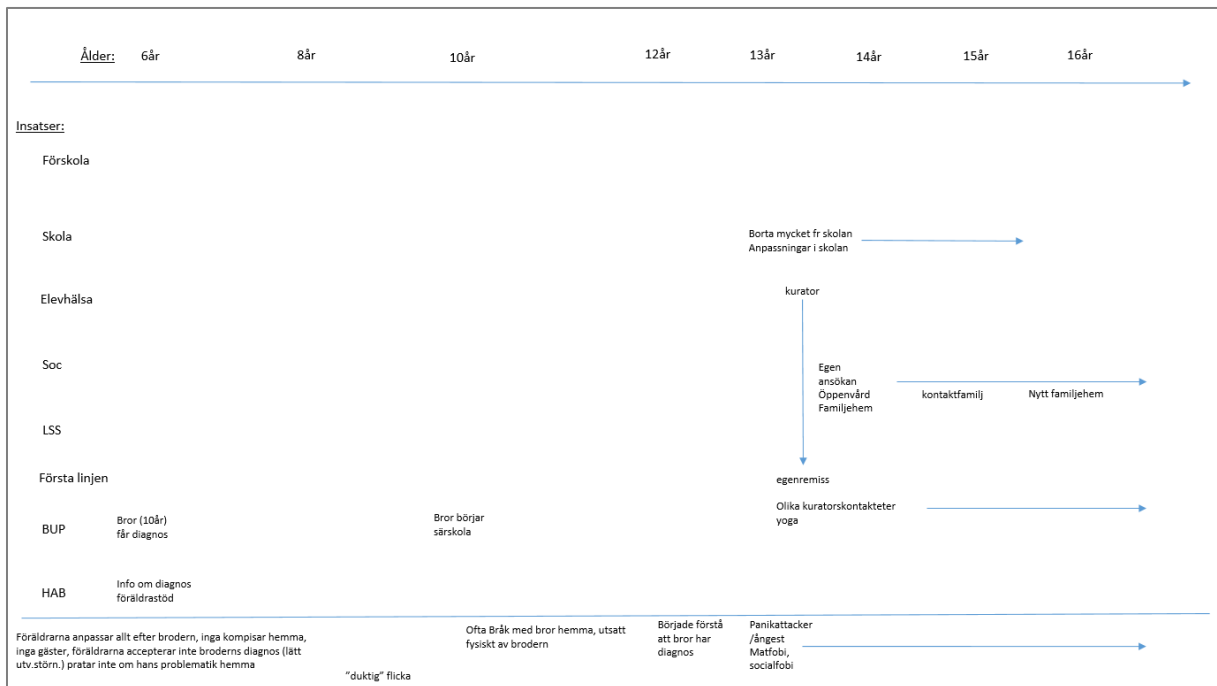 Ålder: 6år 8år 10år 12år 13år 14år 15år 16år
Insatser:
Förskola
Skola
Borta mycket fr skolan
Anpassningar i skolan
Elevhälsa
kurator
Soc
Egen
ansökan
Öppenvård
Familjehem
kontaktfamilj
Nytt familjehem
LSS
Första linjen
egenremiss
BUP
Bror (10år)
får diagnos
Bror börjar
särskola
Olika kuratorskontakteter
yoga
HAB
Info om diagnos
föräldrastöd
Föräldrarna anpassar allt efter brodern, inga kompisar hemma,
inga gäster, föräldrarna accepterar inte broderns diagnos (lätt
utv.störn.) pratar inte om hans problematik hemma
"duktig" flicka
Ofta Bråk med bror hemma, utsatt
fysiskt av brodern
Började förstå
att bror har
diagnos
Panikattacker
/ångest
Matfobi,
socialfobi